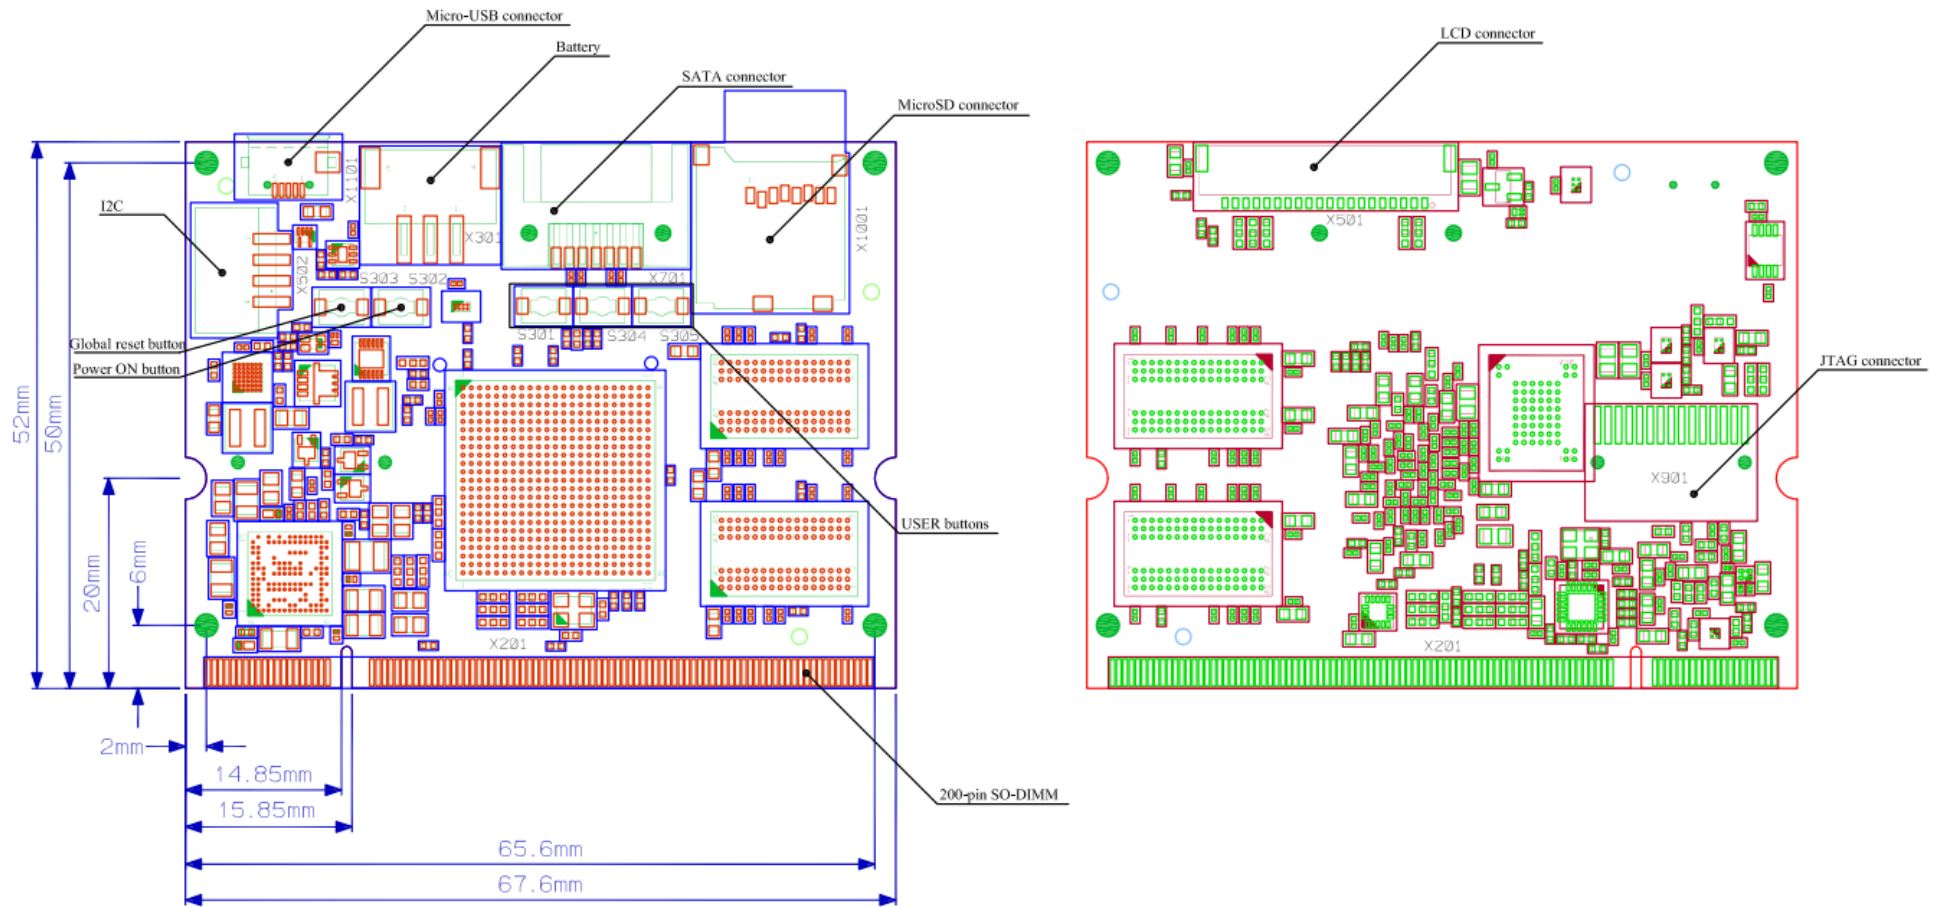 Micro-USB connector
Battery
SATA connector
MicroSD connector
LCD connector
I2C
X1101
X301
X701
X1001
X502
S303
S302
S301
S304
S305
X501
Global reset button
Power ON button
JTAG connector
X901
USER buttons
52mm
50mm
20mm
6mm
X201
X201
2mm
14.85mm
15.85mm
200-pin SO-DIMM
65.6mm
67.6mm